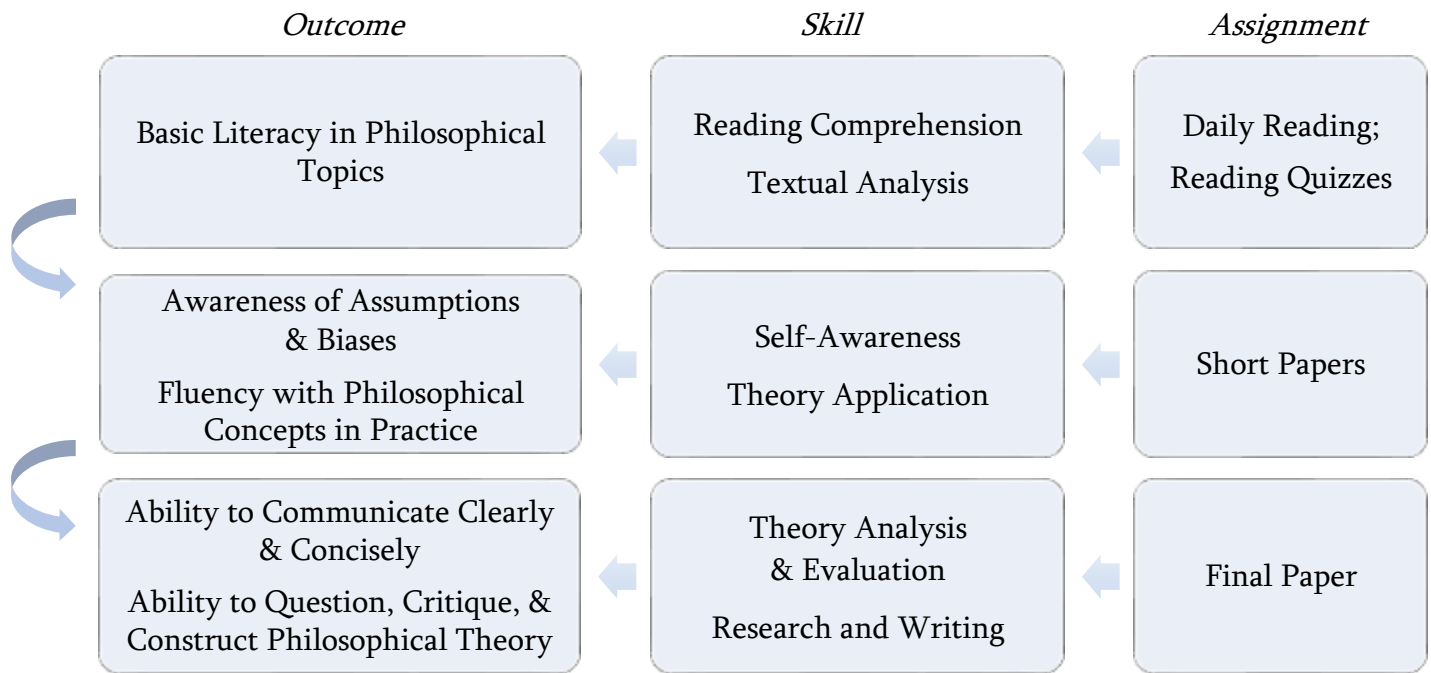 Outcome
Skill
Assignment
Basic Literacy in Philosophical
Topics
Reading Comprehension
Textual Analysis
Daily Reading;
Reading Quizzes
Awareness of Assumptions
& Biases
Fluency with Philosophical
Concepts in Practice
Self-Awareness
Theory Application
Short Papers
Ability to Communicate Clearly
& Concisely
Ability to Question, Critique, &
Construct Philosophical Theory
Theory Analysis
& Evaluation
Research and Writing
Final Paper